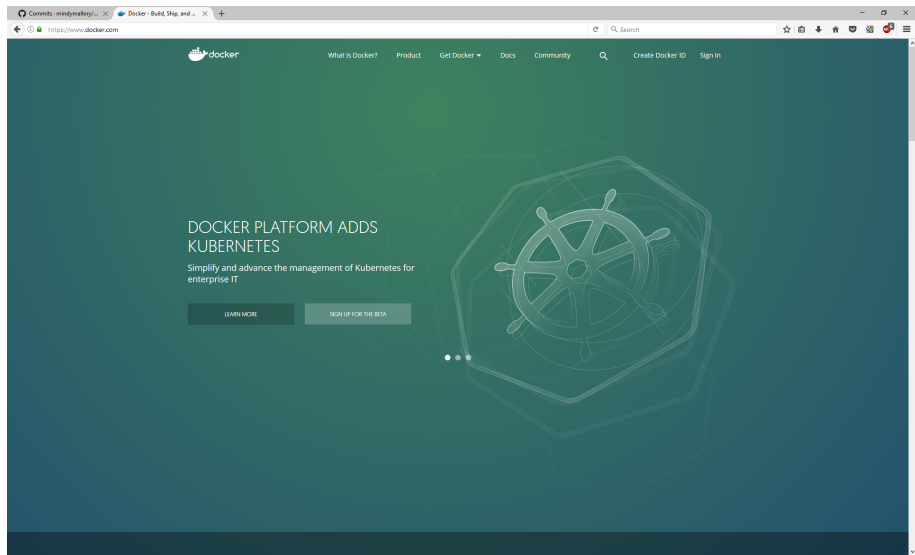 Commits · mindymallory/...
Docker - Build, Ship, and ...
https://www.docker.com
Search
docker
What is Docker?
Product
Get Docker
Docs
Community
Create Docker ID
Sign In
DOCKER PLATFORM ADDS
KUBERNETES
Simplify and advance the management of Kubernetes for
enterprise IT
LEARN MORE
SIGN UP FOR THE BETA